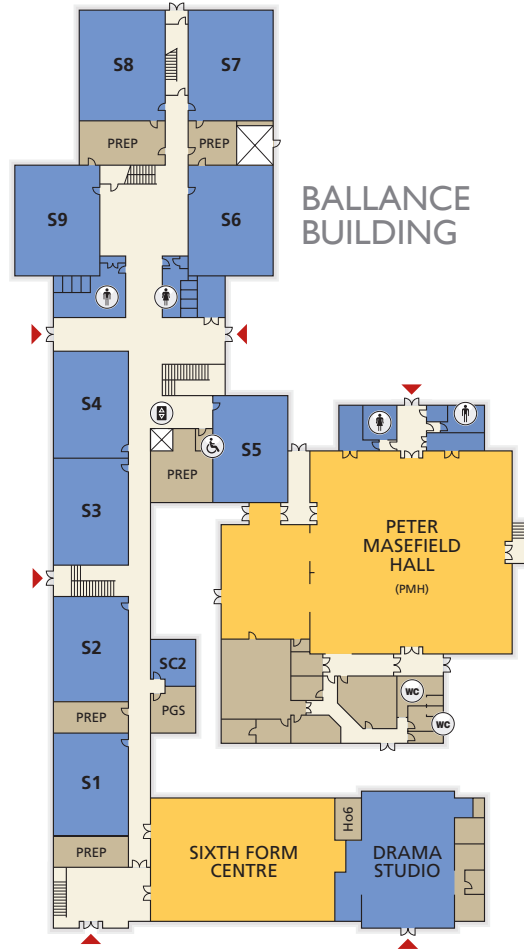 S8
S7
PREP
PREP
S9
S6
BALLANCE
BUILDING
S4
S5
PREP
S3
PETER
MASEFIELD
HALL
(PMH)
S2
SC2
PREP
PGS
WC
WC
S1
Ho6
PREP
SIXTH FORM
CENTRE
DRAMA
STUDIO